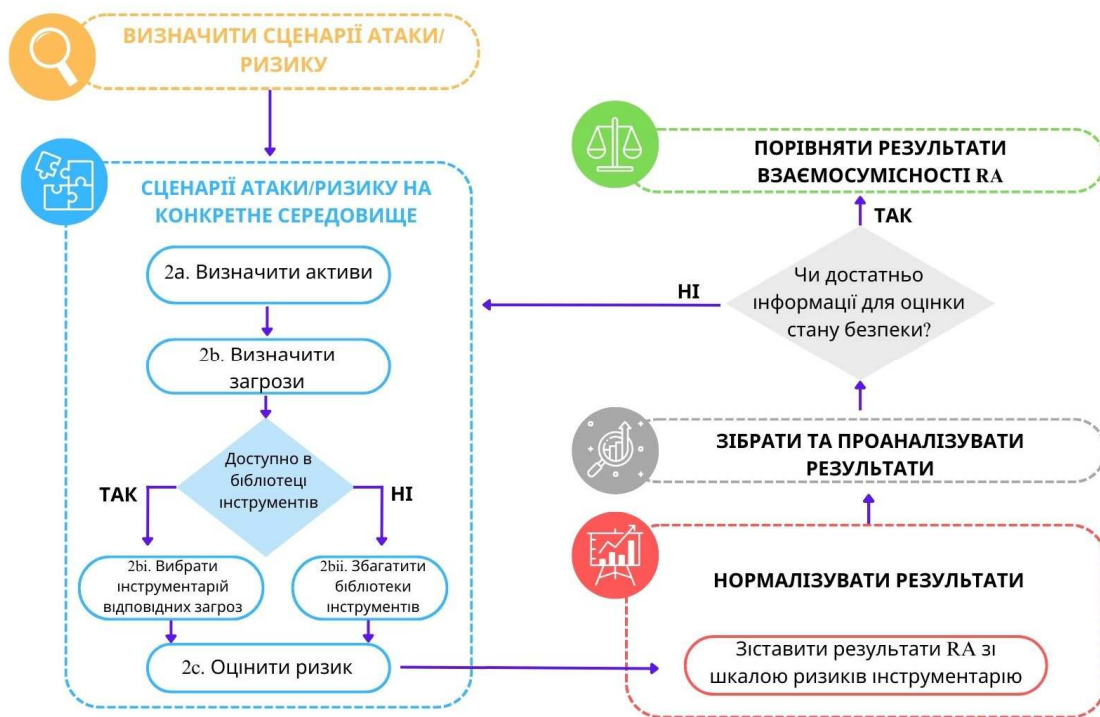 ВИЗНАЧИТИ СЦЕНАРІЇ АТАКИ/
РИЗИКУ
СЦЕНАРІЇ АТАКИ/РИЗИКУ НА
КОНКРЕТНЕ СЕРЕДОВИЩЕ
2a. Визначити активи
2b. Визначити
загрози
Доступно в
бібліотеці
інструментів
ТАК
НІ
2bi. Вибрати
інструментарій
відповідних загроз
2bii. Збагатити
бібліотеки
інструментів
2c. Оцінити ризик
ПОРІВНЯТИ РЕЗУЛЬТАТИ
ВЗАЄМОСУМІСНОСТІ RA
ТАК
НІ
Чи достатньо
інформації для оцінки
стану безпеки?
ЗІБРАТИ ТА ПРОАНАЛІЗУВАТИ
РЕЗУЛЬТАТИ
НОРМАЛІЗУВАТИ РЕЗУЛЬТАТИ
Зіставити результати RA зі
шкалою ризиків інструментарію